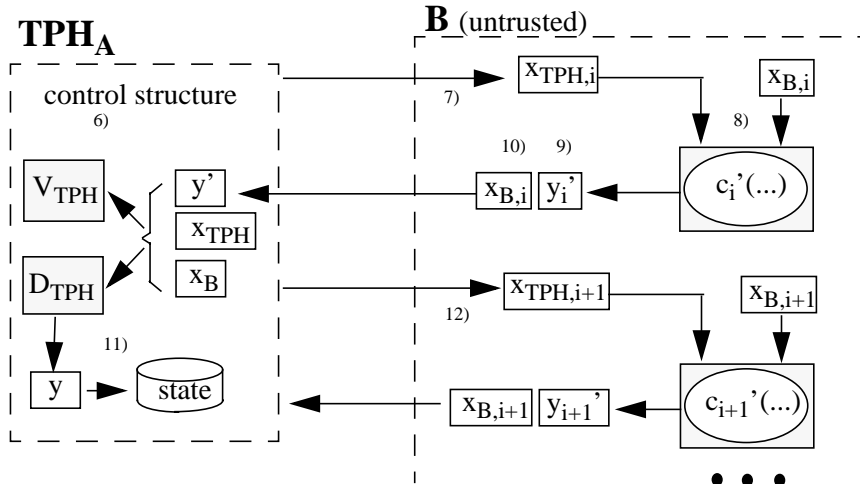 TPH_A
B (untrusted)
control structure
6)
7)
x_TPH,i
x_B,i
8)
c_i'(...)
10)
9)
x_B,i
y_i'
V_TPH
y'
x_TPH
x_B
D_TPH
12)
x_TPH,i+1
x_B,i+1
11)
y
state
x_B,i+1
y_i+1'
c_i+1'(...)